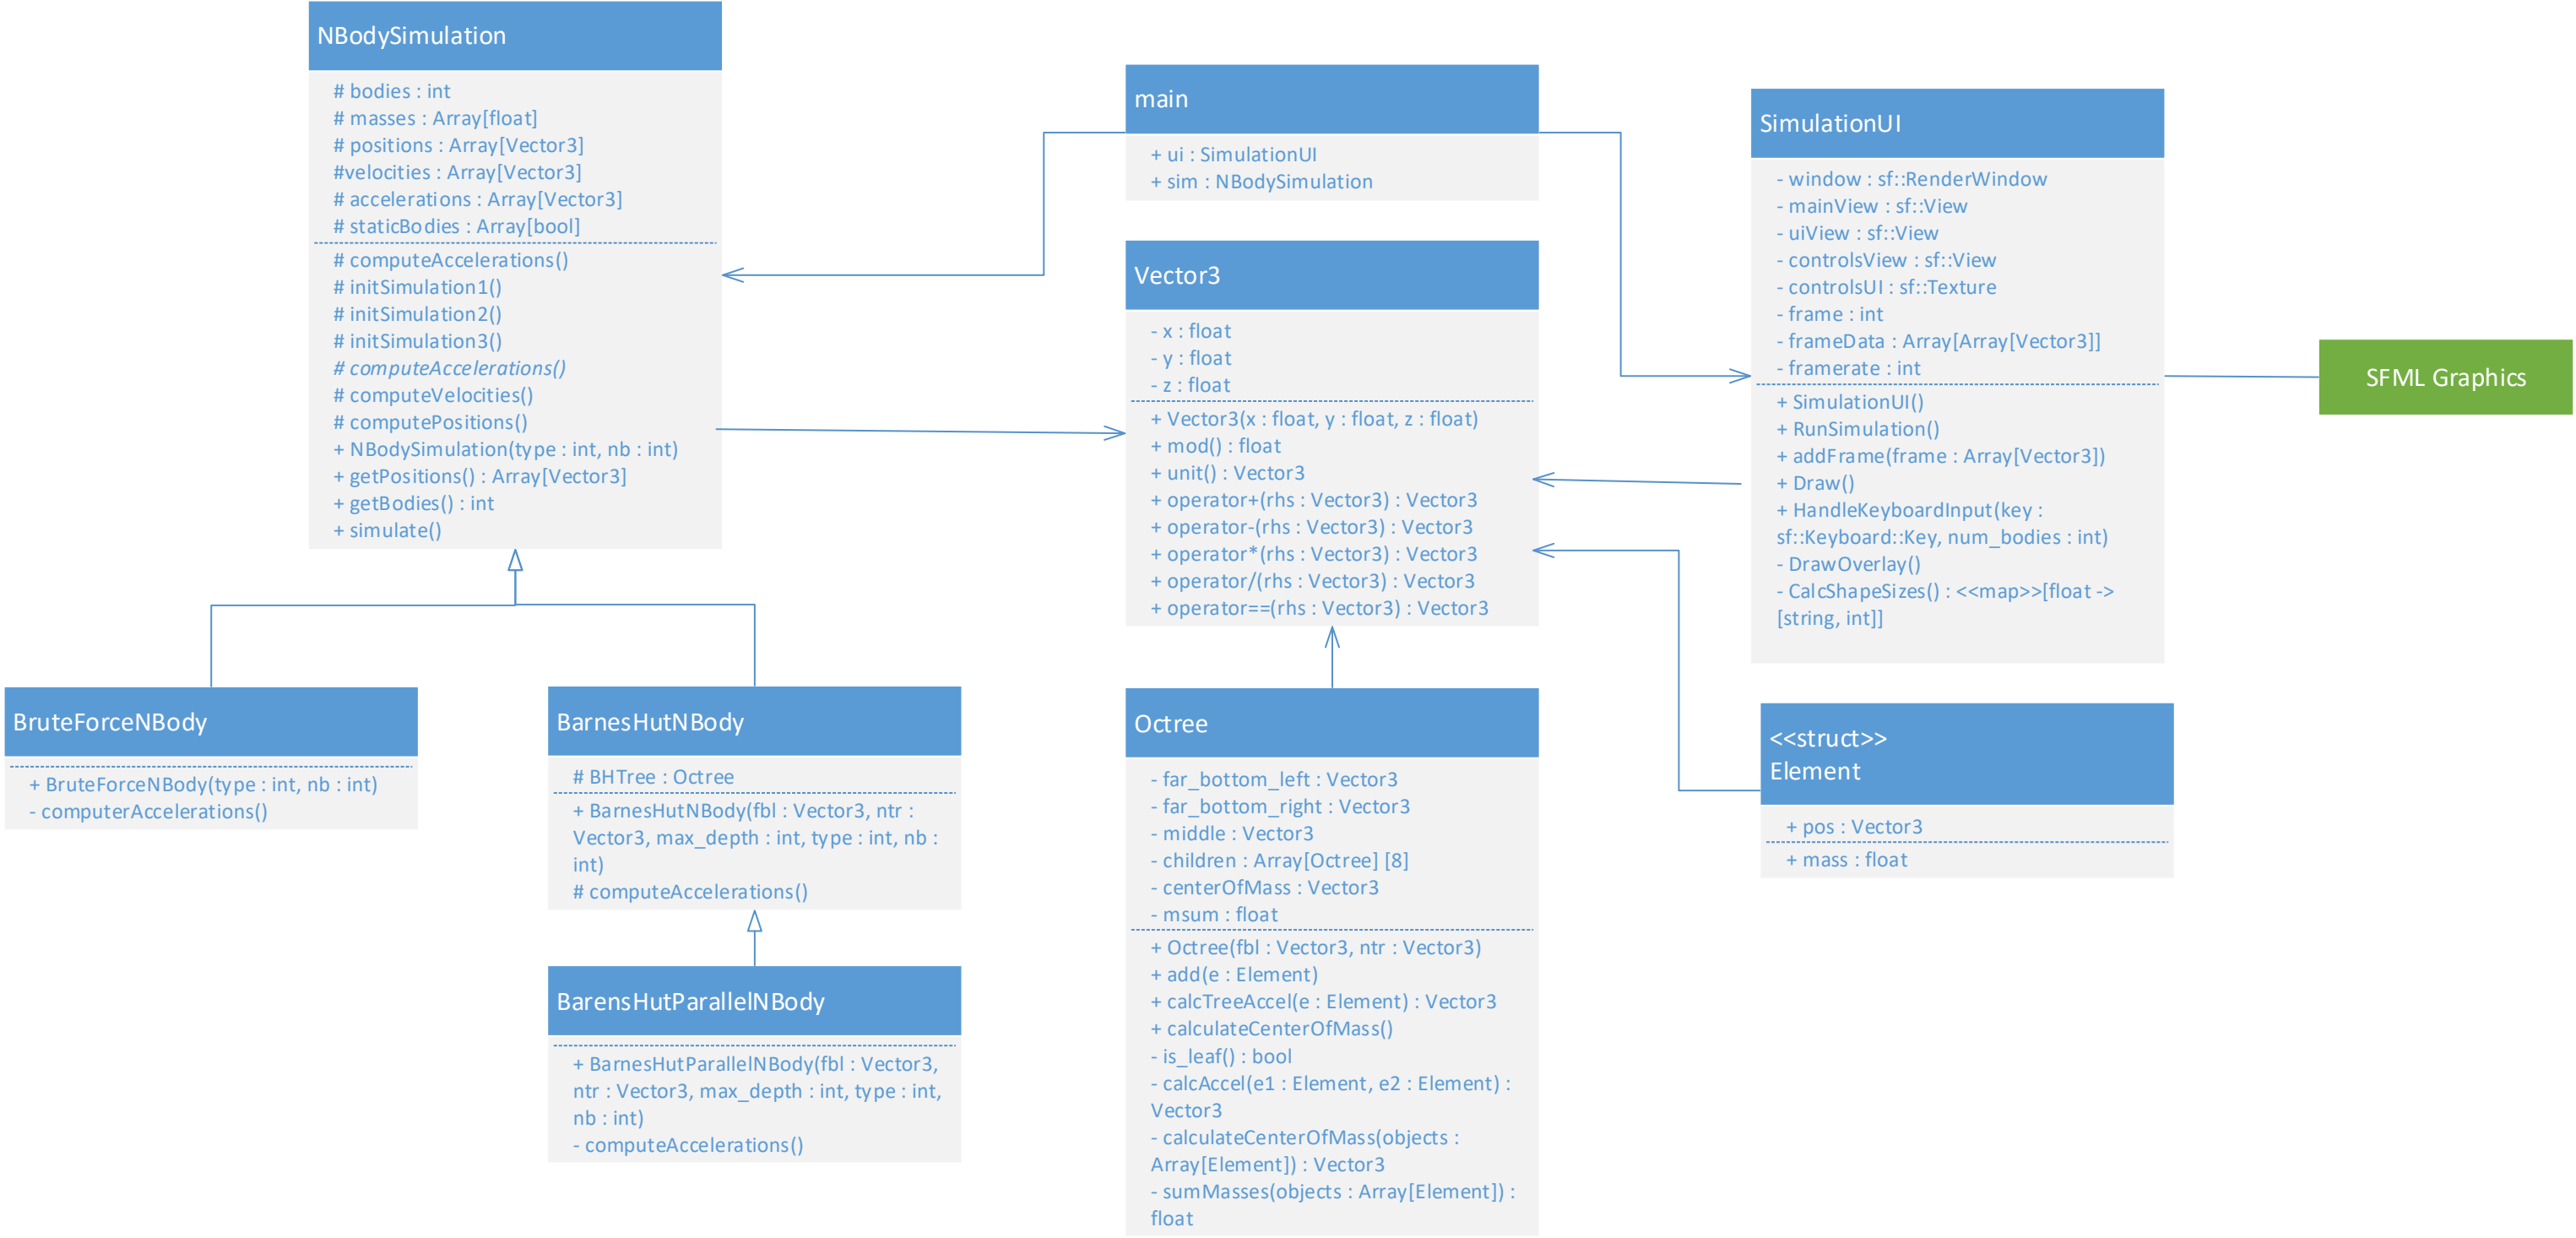 NBodySimulation
# bodies : int
# masses : Array[float]
# positions : Array[Vector3]
#velocities : Array[Vector3]
# accelerations : Array[Vector3]
# staticBodies : Array[bool]
# computeAccelerations()
# initSimulation1()
# initSimulation2()
# initSimulation3()
# computeAccelerations()
# computeVelocities()
# computePositions()
+ NBodySimulation(type : int, nb : int)
+ getPositions() : Array[Vector3]
+ getBodies() : int
+ simulate()
main
+ ui : SimulationUI
+ sim : NBodySimulation
Vector3
- x : float
- y : float
- z : float
+ Vector3(x : float, y : float, z : float)
+ mod() : float
+ unit() : Vector3
+ operator+(rhs : Vector3) : Vector3
+ operator-(rhs : Vector3) : Vector3
+ operator*(rhs : Vector3) : Vector3
+ operator/(rhs : Vector3) : Vector3
+ operator==(rhs : Vector3) : Vector3
SimulationUI
- window : sf::RenderWindow
- mainView : sf::View
- uiView : sf::View
- controlsView : sf::View
- controlsUI : sf::Texture
- frame : int
- frameData : Array[Array[Vector3]]
- framerate : int
+ SimulationUI()
+ RunSimulation()
+ addFrame(frame : Array[Vector3])
+ Draw()
+ HandleKeyboardInput(key :
sf::Keyboard::Key, num_bodies : int)
- DrawOverlay()
- CalcShapeSizes() : <<map>>[float ->
[string, int]]
SFML Graphics
BruteForceNBody
+ BruteForceNBody(type : int, nb : int)
- computerAccelerations()
BarnesHutNBody
# BHTree : Octree
+ BarnesHutNBody(fbl : Vector3, ntr :
Vector3, max_depth : int, type : int, nb :
int)
# computeAccelerations()
BarensHutParallelNBody
+ BarnesHutParallelNBody(fbl : Vector3,
ntr : Vector3, max_depth : int, type : int,
nb : int)
- computeAccelerations()
Octree
- far_bottom_left : Vector3
- far_bottom_right : Vector3
- middle : Vector3
- children : Array[Octree] [8]
- centerOfMass : Vector3
- msum : float
+ Octree(fbl : Vector3, ntr : Vector3)
+ add(e : Element)
+ calcTreeAccel(e : Element) : Vector3
+ calculateCenterOfMass()
- is_leaf() : bool
- calcAccel(e1 : Element, e2 : Element) :
Vector3
- calculateCenterOfMass(objects :
Array[Element]) : Vector3
- sumMasses(objects : Array[Element]) :
float
<<struct>>
Element
+ pos : Vector3
+ mass : float